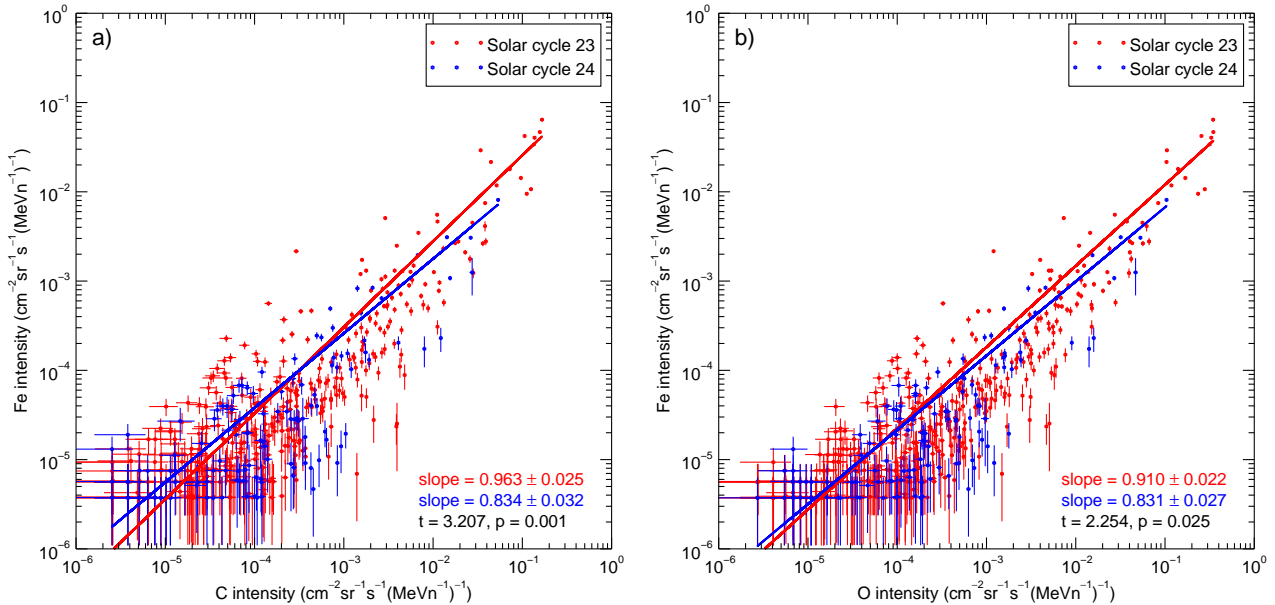 a)
Solar cycle 23
Solar cycle 24
10⁰
10⁻¹
10⁻²
10⁻³
10⁻⁴
10⁻⁵
10⁻⁶
Fe intensity (cm⁻²sr⁻¹s⁻¹(MeVn⁻¹)⁻¹)
slope = 0.963 ± 0.025
slope = 0.834 ± 0.032
t = 3.207, p = 0.001
10⁻⁶ 10⁻⁵ 10⁻⁴ 10⁻³ 10⁻² 10⁻¹ 10⁰
C intensity (cm⁻²sr⁻¹s⁻¹(MeVn⁻¹)⁻¹)
b)
Solar cycle 23
Solar cycle 24
10⁰
10⁻¹
10⁻²
10⁻³
10⁻⁴
10⁻⁵
10⁻⁶
Fe intensity (cm⁻²sr⁻¹s⁻¹(MeVn⁻¹)⁻¹)
slope = 0.910 ± 0.022
slope = 0.831 ± 0.027
t = 2.254, p = 0.025
10⁻⁶ 10⁻⁵ 10⁻⁴ 10⁻³ 10⁻² 10⁻¹ 10⁰
O intensity (cm⁻²sr⁻¹s⁻¹(MeVn⁻¹)⁻¹)